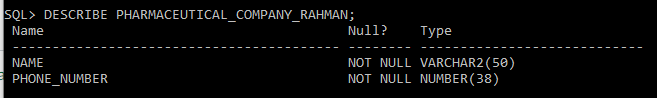 SQL> DESCRIBE PHARMACEUTICAL_COMPANY_RAHMAN;
Name Null? Type
----------------------------------------- -------- ----------------------------
NAME NOT NULL VARCHAR2(50)
PHONE_NUMBER NOT NULL NUMBER(38)